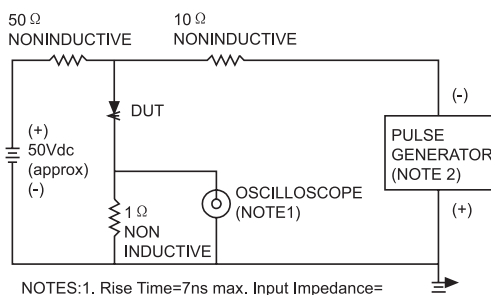 50 Ω
NONINDUCTIVE
10 Ω
NONINDUCTIVE
DUT
(+)
50Vdc
(approx)
(-)
(-)
PULSE
GENERATOR
(NOTE 2)
(+)
1 Ω
NON
INDUCTIVE
OSCILLOSCOPE
(NOTE1)
NOTES:1. Rise Time=7ns max. Input Impedance=